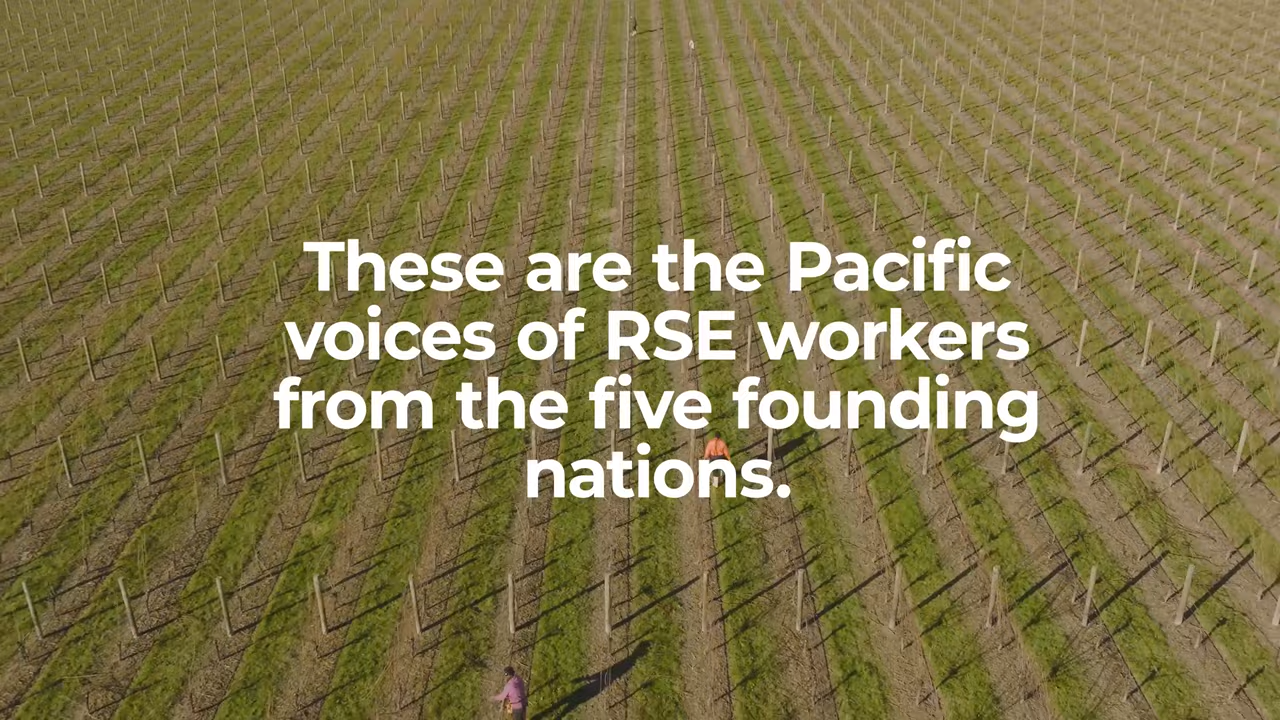 These are the Pacific
voices of RSE workers
from the five founding
nations.